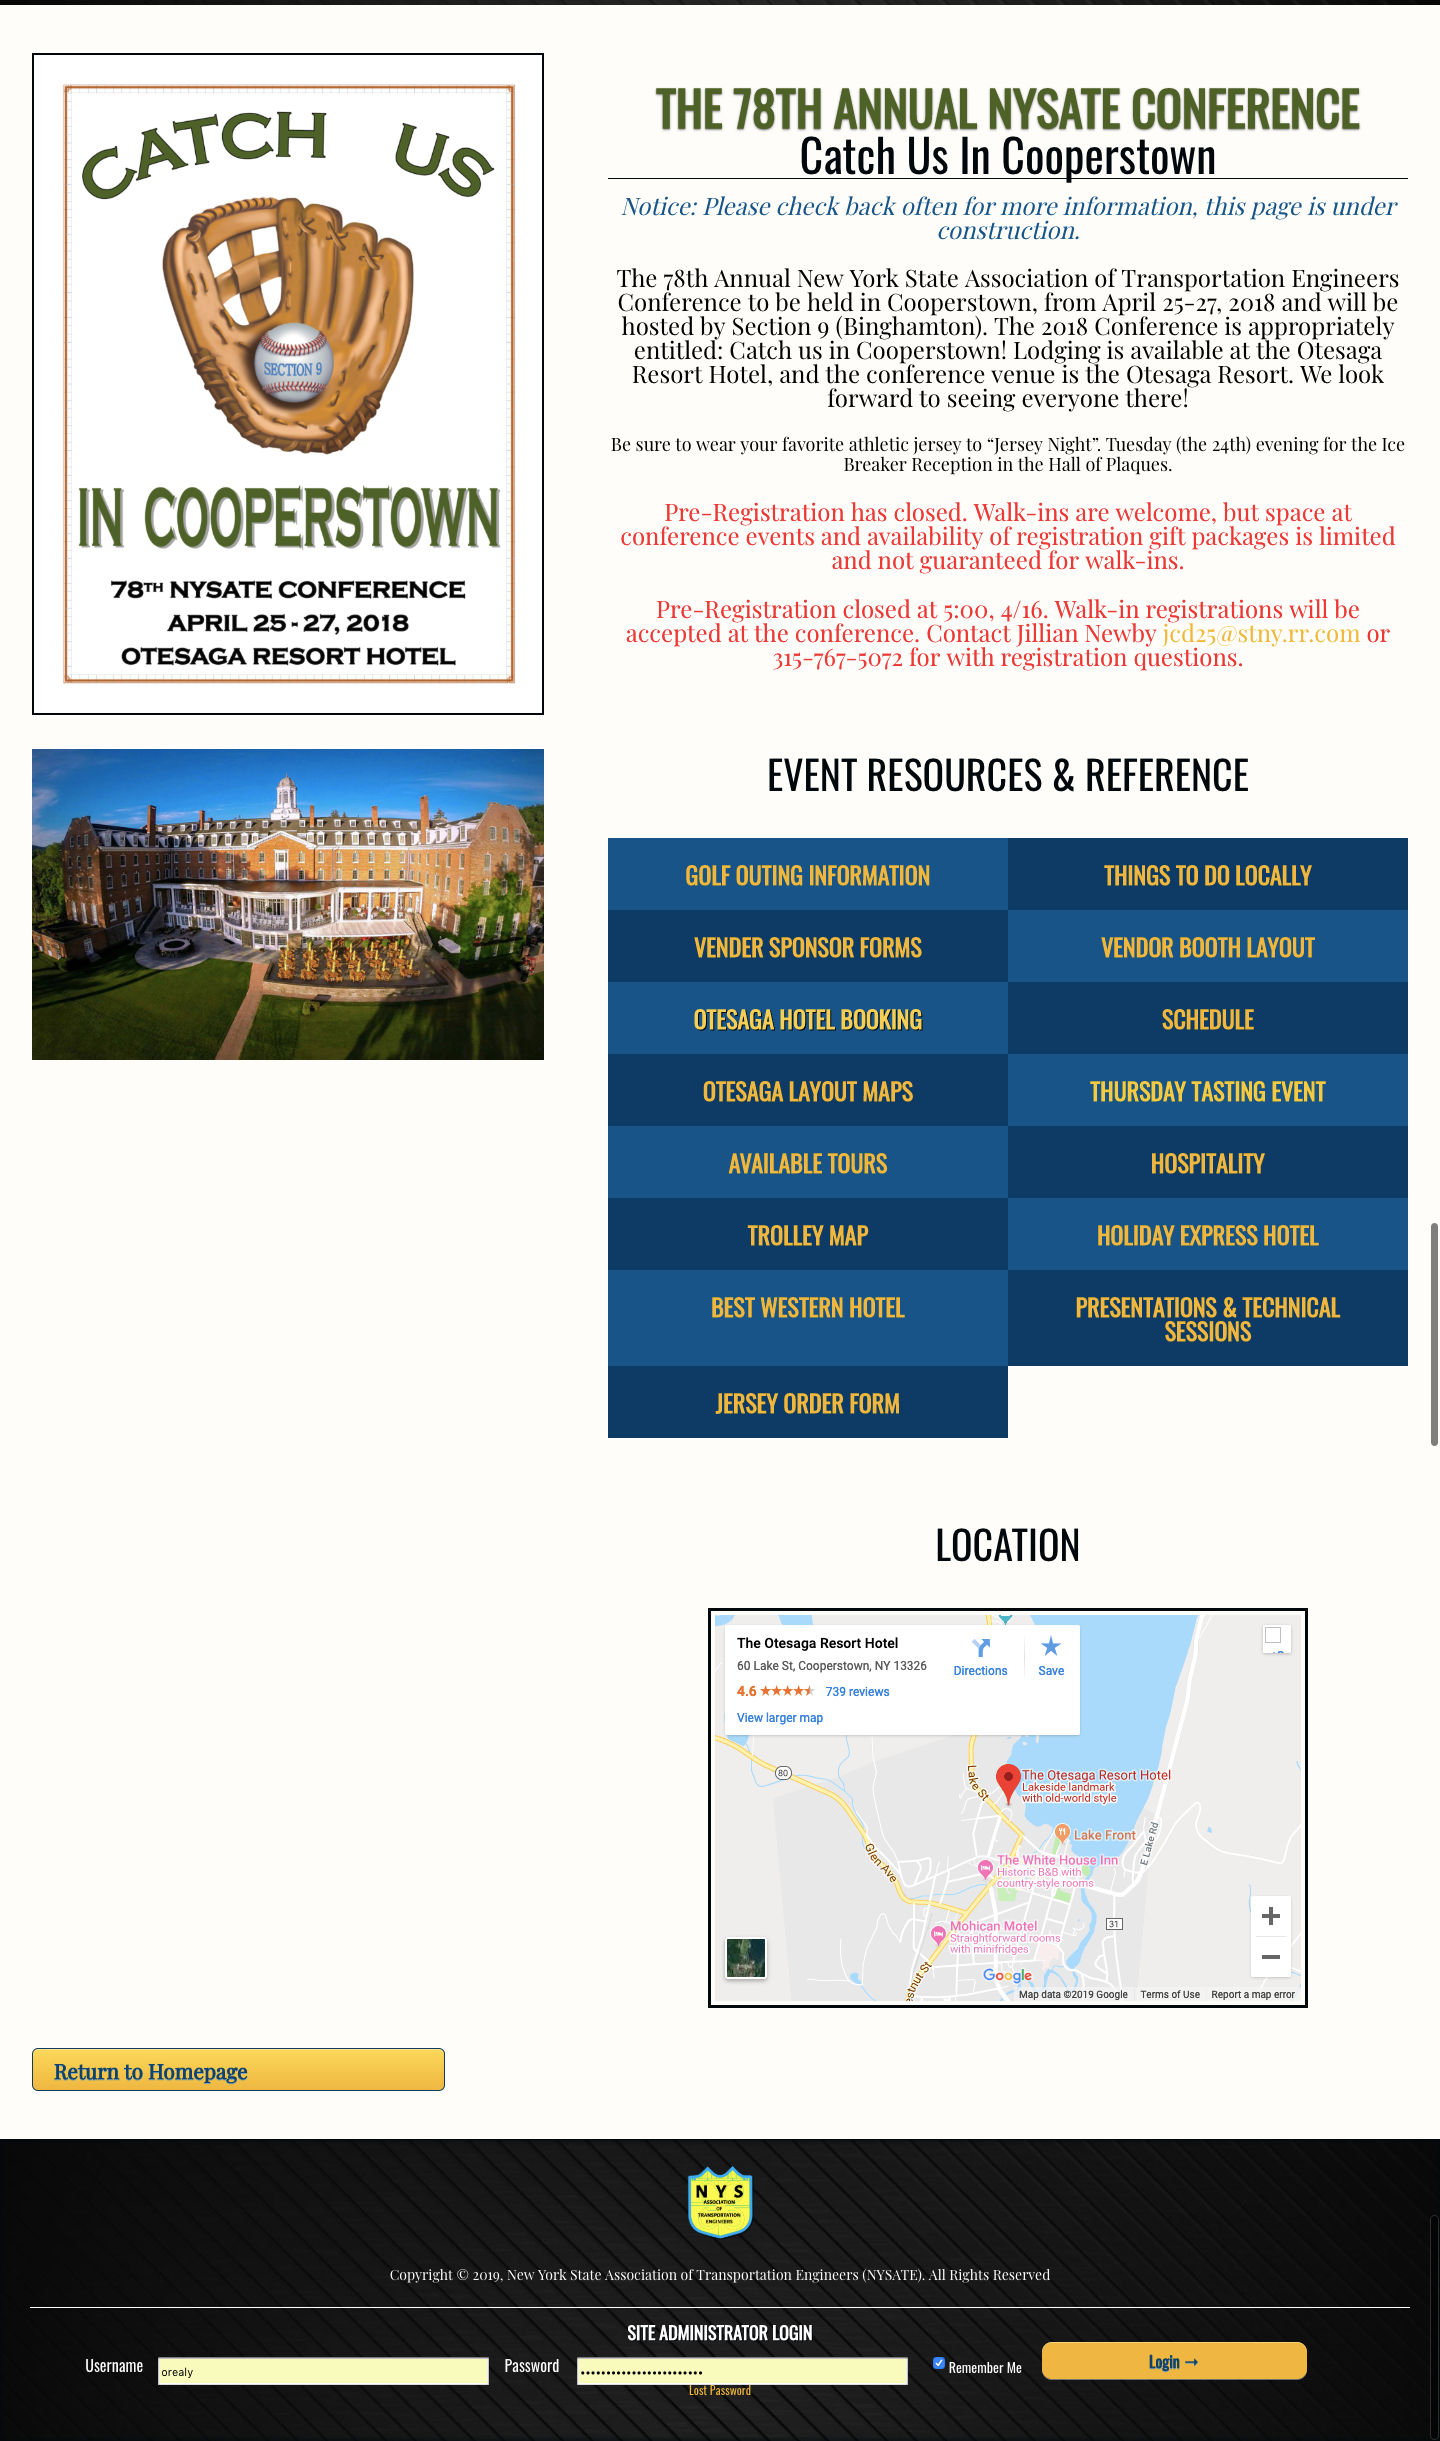 CATCH US
SECTION 9
IN COOPERSTOWN
78TH NYSATE CONFERENCE
APRIL 25 - 27, 2018
OTESAGA RESORT HOTEL
THE 78TH ANNUAL NYSATE CONFERENCE
Catch Us In Cooperstown
Notice: Please check back often for more information, this page is under
construction.
The 78th Annual New York State Association of Transportation Engineers
Conference to be held in Cooperstown, from April 25-27, 2018 and will be
hosted by Section 9 (Binghamton). The 2018 Conference is appropriately
entitled: Catch us in Cooperstown! Lodging is available at the Otesaga
Resort Hotel, and the conference venue is the Otesaga Resort. We look
forward to seeing everyone there!
Be sure to wear your favorite athletic jersey to “Jersey Night”. Tuesday (the 24th) evening for the Ice
Breaker Reception in the Hall of Plaques.
Pre-Registration has closed. Walk-ins are welcome, but space at
conference events and availability of registration gift packages is limited
and not guaranteed for walk-ins.
Pre-Registration closed at 5:00, 4/16. Walk-in registrations will be
accepted at the conference. Contact Jillian Newby jcd25@stny.rr.com or
315-767-5072 for with registration questions.
EVENT RESOURCES & REFERENCE
GOLF OUTING INFORMATION
THINGS TO DO LOCALLY
VENDER SPONSOR FORMS
VENDOR BOOTH LAYOUT
OTESAGA HOTEL BOOKING
SCHEDULE
OTESAGA LAYOUT MAPS
THURSDAY TASTING EVENT
AVAILABLE TOURS
HOSPITALITY
TROLLEY MAP
HOLIDAY EXPRESS HOTEL
BEST WESTERN HOTEL
PRESENTATIONS & TECHNICAL
SESSIONS
JERSEY ORDER FORM
LOCATION
The Otesaga Resort Hotel
60 Lake St, Cooperstown, NY 13326
Directions
Save
4.6 ★★★★★ 739 reviews
View larger map
80
Lake St
The Otesaga Resort Hotel
Lakeside landmark
with old-world style
Lake Front
E Lake Rd
Glen Ave
The White House Inn
Historic B&B with
country-style rooms
31
Mohican Motel
Straightforward rooms
with minifridges
estnut St
Google
Map data ©2019 Google Terms of Use Report a map error
Return to Homepage
N Y S
ASSOCIATION
OF
TRANSPORTATION
ENGINEERS
Copyright © 2019, New York State Association of Transportation Engineers (NYSATE). All Rights Reserved
SITE ADMINISTRATOR LOGIN
Username orealy Password •••••••••••••••••••••••• Remember Me Login →
Lost Password